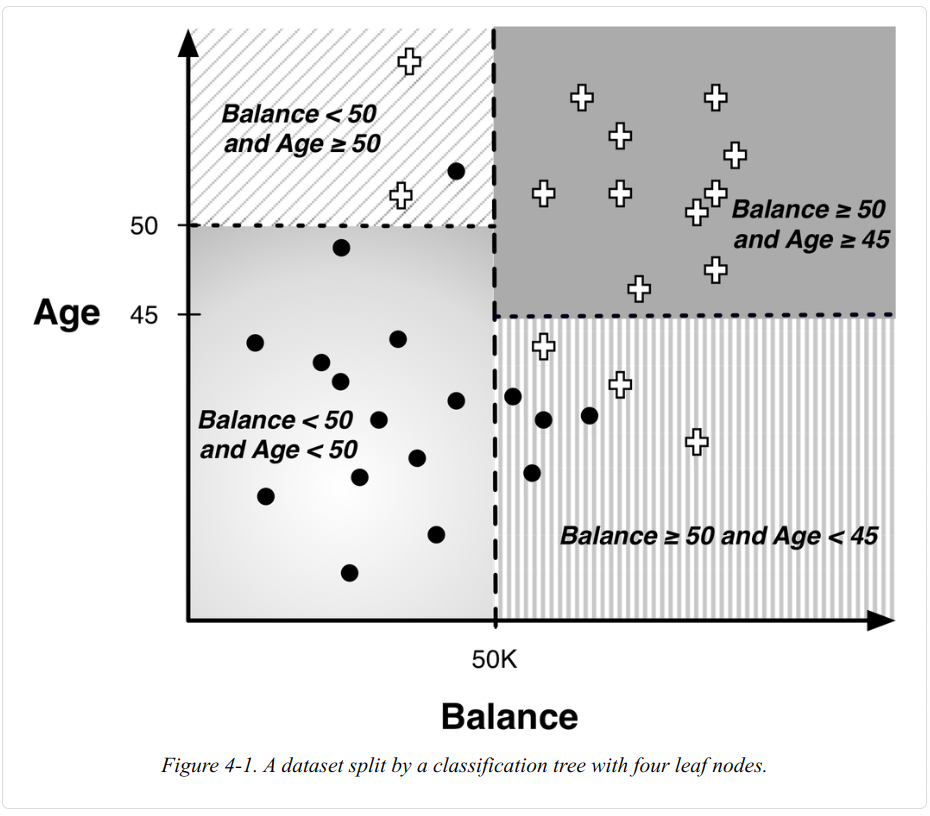 Balance < 50
and Age ≥ 50
50
Balance ≥ 50
and Age ≥ 45
Age
45
Balance < 50
and Age < 50
Balance ≥ 50 and Age < 45
50K
Balance
Figure 4-1. A dataset split by a classification tree with four leaf nodes.